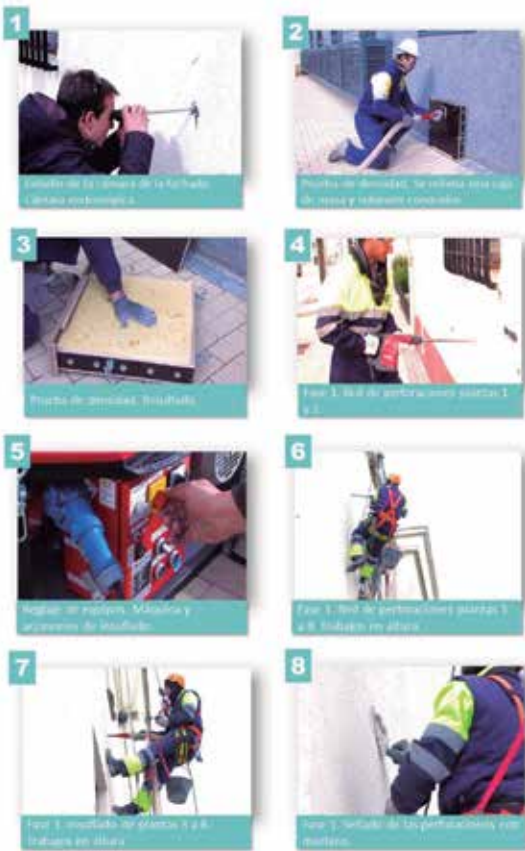 1
Estudio de la cámara de la fachada.
Cámara endoscópica.
2
Prueba de densidad. Se rellena una caja
de masa y volumen conocidos.
3
Prueba de densidad. Resultado.
4
Fase 1. Red de perforaciones plantas 1
y 2.
5
Reglaje de equipos. Máquina y
accesorios de insuflado.
6
Fase 1. Red de perforaciones plantas 3
a 8. Trabajos en altura
7
Fase 1. Insuflado de plantas 3 a 8.
Trabajos en altura
8
Fase 1. Sellado de las perforaciones con
mortero.